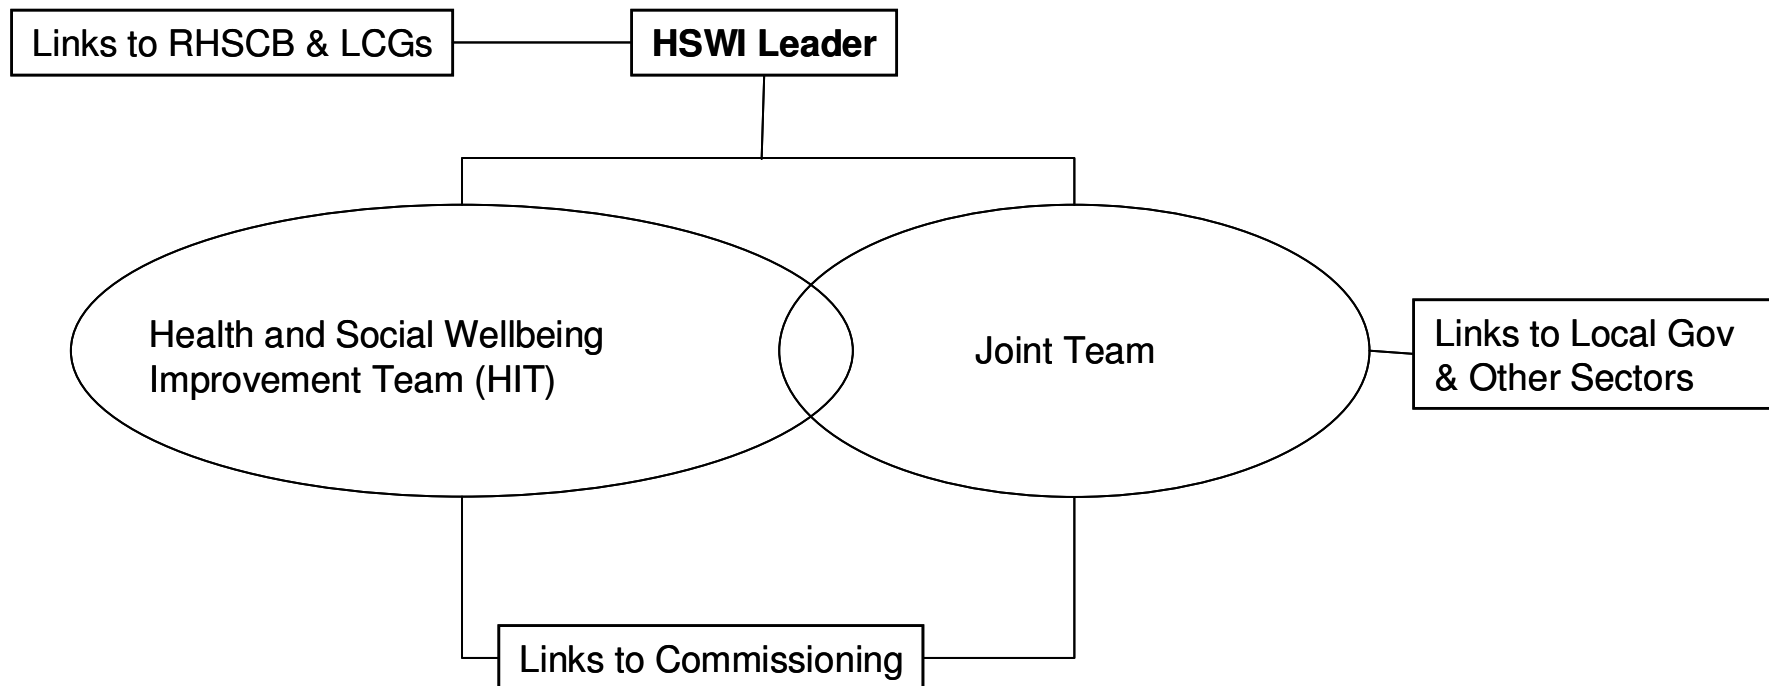 Links to RHSCB & LCGs
HSWI Leader
Health and Social Wellbeing
Improvement Team (HIT)
Joint Team
Links to Local Gov
& Other Sectors
Links to Commissioning